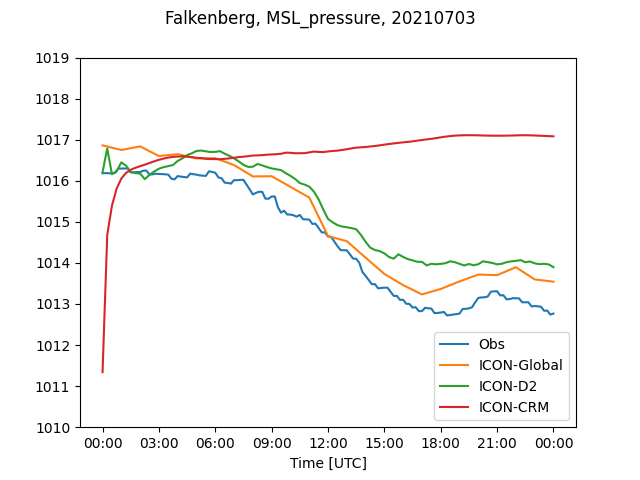 Falkenberg, MSL_pressure, 20210703
1019
1018
1017
1016
1015
1014
1013
1012
1011
1010
Obs
ICON-Global
ICON-D2
ICON-CRM
00:00 03:00 06:00 09:00 12:00 15:00 18:00 21:00 00:00
Time [UTC]